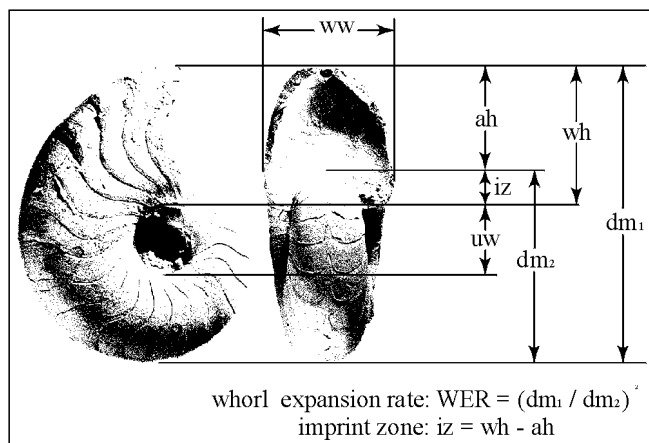 ww
ah
wh
iz
dm₁
uw
dm₂
whorl expansion rate: WER = (dm₁ / dm₂)²
imprint zone: iz = wh - ah